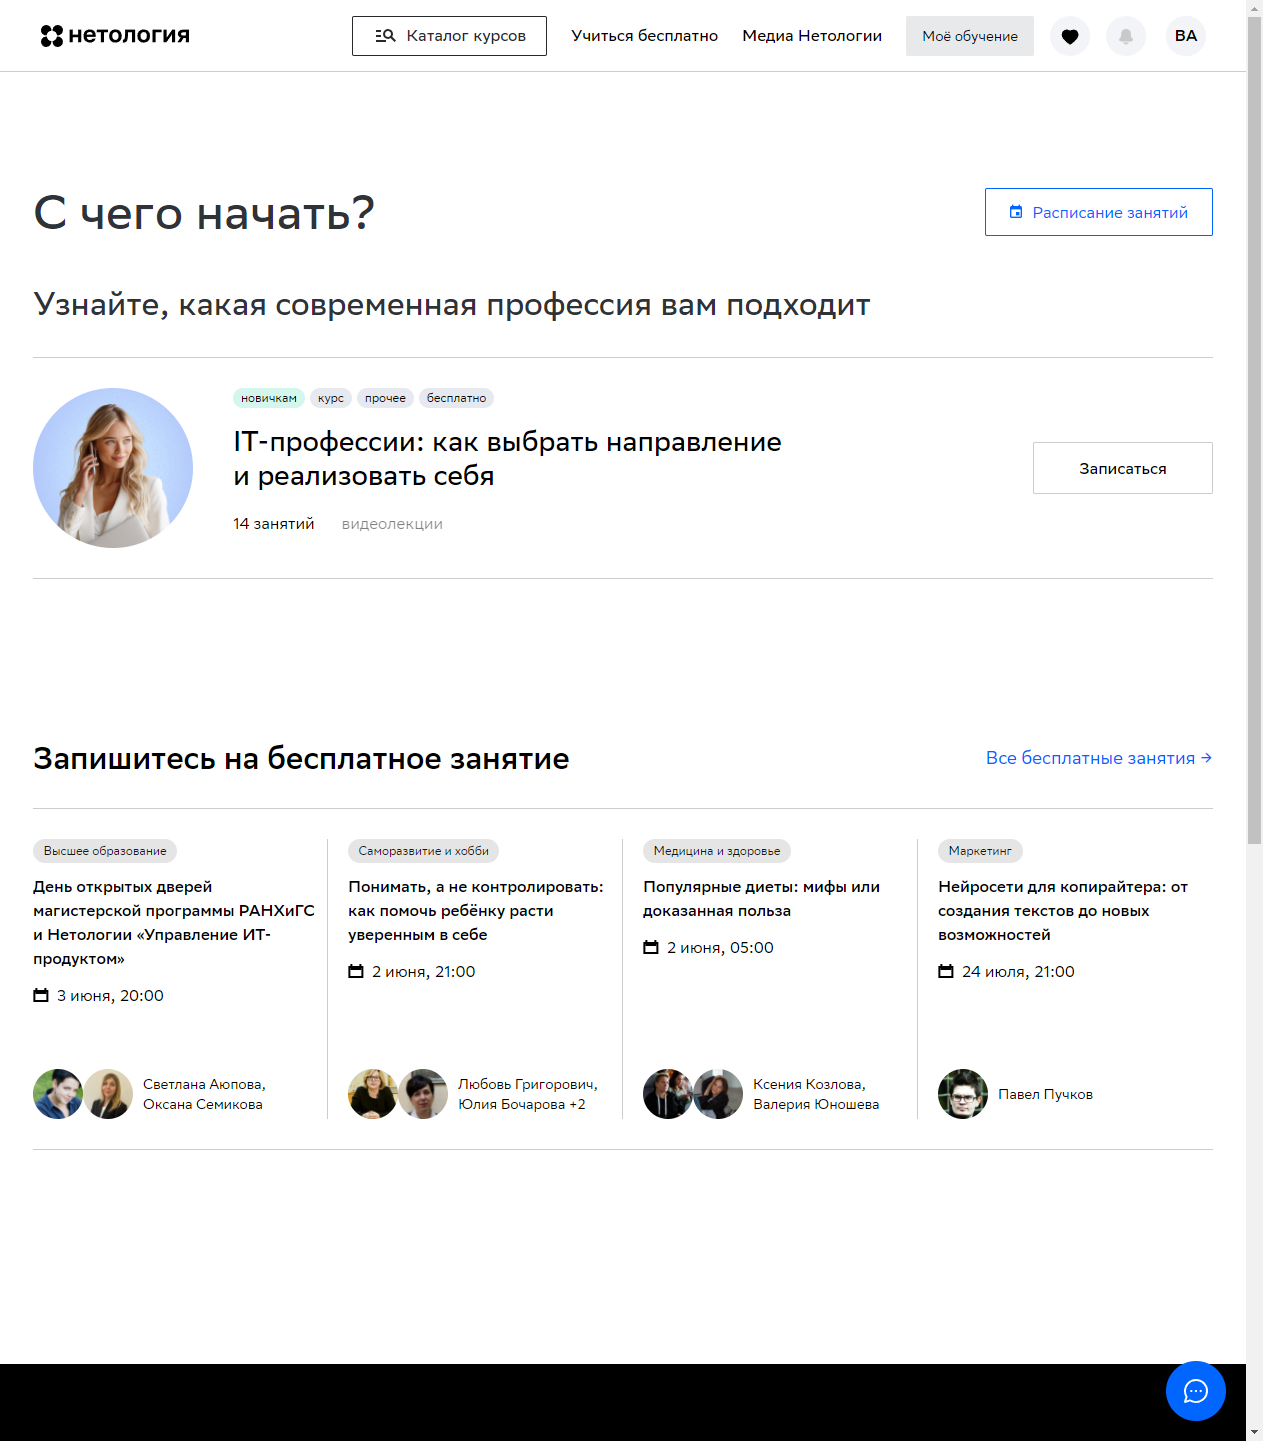 нетология
Каталог курсов
Учиться бесплатно
Медиа Нетологии
Моё обучение
ВА
С чего начать?
Расписание занятий
Узнайте, какая современная профессия вам подходит
новичкам
курс
прочее
бесплатно
IT-профессии: как выбрать направление
и реализовать себя
Записаться
14 занятий
видеолекции
Запишитесь на бесплатное занятие
Все бесплатные занятия →
Высшее образование
День открытых дверей
магистерской программы РАНХиГС
и Нетологии «Управление ИТ-
продуктом»
3 июня, 20:00
Светлана Аюпова,
Оксана Семикова
Саморазвитие и хобби
Понимать, а не контролировать:
как помочь ребёнку расти
уверенным в себе
2 июня, 21:00
Любовь Григорович,
Юлия Бочарова +2
Медицина и здоровье
Популярные диеты: мифы или
доказанная польза
2 июня, 05:00
Ксения Козлова,
Валерия Юношева
Маркетинг
Нейросети для копирайтера: от
создания текстов до новых
возможностей
24 июля, 21:00
Павел Пучков